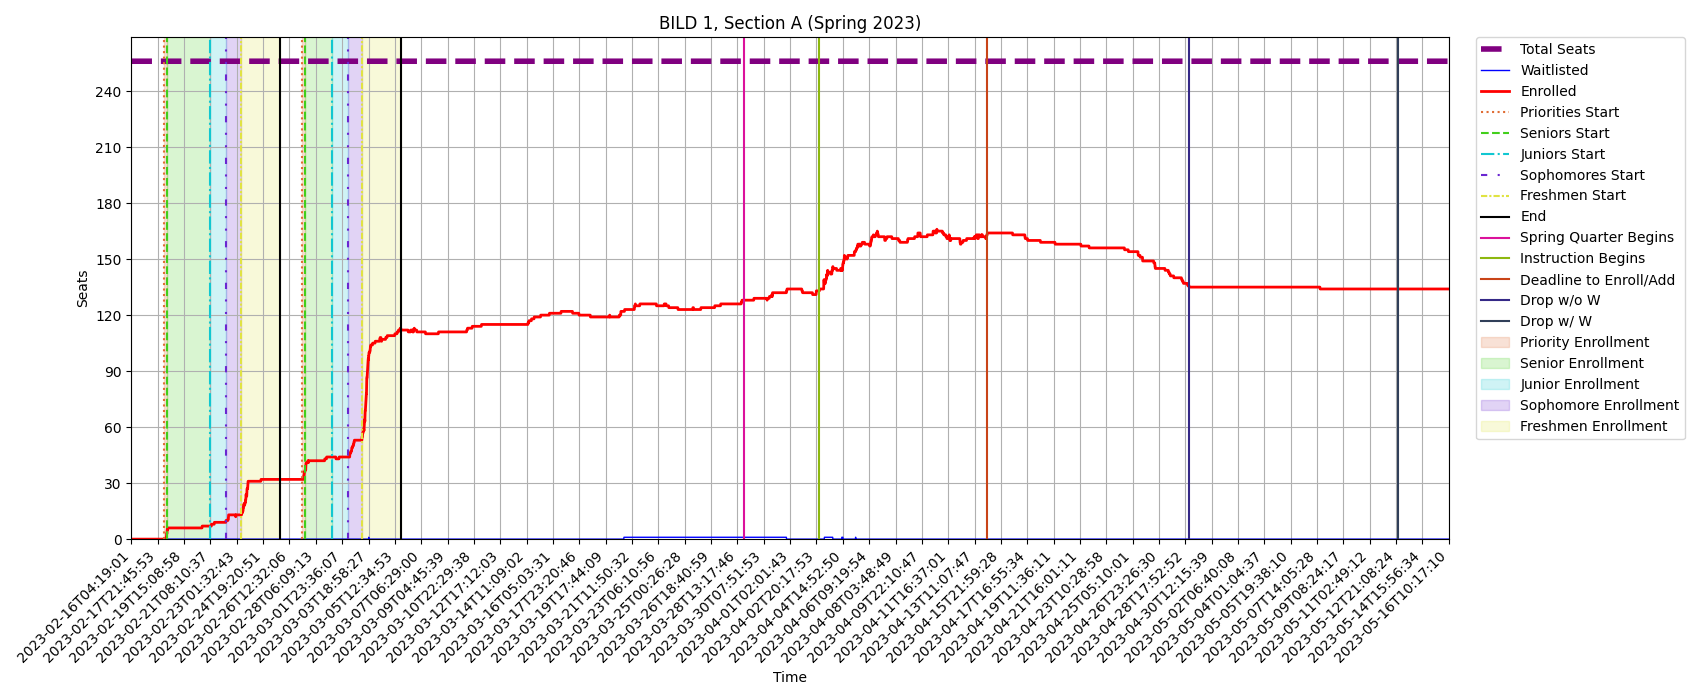 BILD 1, Section A (Spring 2023)
Seats
240
210
180
150
120
90
60
30
0
2023-02-16T04:19:01
2023-02-17T21:45:53
2023-02-19T15:08:58
2023-02-21T08:10:37
2023-02-23T01:32:43
2023-02-24T19:20:51
2023-02-26T12:32:06
2023-02-28T06:09:13
2023-03-01T23:36:07
2023-03-03T18:58:27
2023-03-05T12:34:53
2023-03-07T06:29:00
2023-03-09T04:45:39
2023-03-10T22:29:38
2023-03-12T17:12:03
2023-03-14T11:09:02
2023-03-16T05:03:31
2023-03-17T23:20:46
2023-03-19T17:44:09
2023-03-21T11:50:32
2023-03-23T06:10:56
2023-03-25T00:26:28
2023-03-26T18:40:59
2023-03-28T13:17:46
2023-03-30T07:51:53
2023-04-01T02:01:43
2023-04-02T20:17:53
2023-04-04T14:52:50
2023-04-06T09:19:54
2023-04-08T03:48:49
2023-04-09T22:10:47
2023-04-11T16:37:01
2023-04-13T11:07:47
2023-04-15T21:59:28
2023-04-17T16:55:34
2023-04-19T11:36:11
2023-04-21T06:01:11
2023-04-23T10:28:58
2023-04-25T05:10:01
2023-04-26T23:26:30
2023-04-28T17:52:52
2023-04-30T12:15:39
2023-05-02T06:40:08
2023-05-04T01:04:37
2023-05-05T19:38:10
2023-05-07T14:05:28
2023-05-09T08:24:17
2023-05-11T02:49:12
2023-05-12T21:08:24
2023-05-14T15:56:34
2023-05-16T10:17:10
Time
Total Seats
Waitlisted
Enrolled
Priorities Start
Seniors Start
Juniors Start
Sophomores Start
Freshmen Start
End
Spring Quarter Begins
Instruction Begins
Deadline to Enroll/Add
Drop w/o W
Drop w/ W
Priority Enrollment
Senior Enrollment
Junior Enrollment
Sophomore Enrollment
Freshmen Enrollment